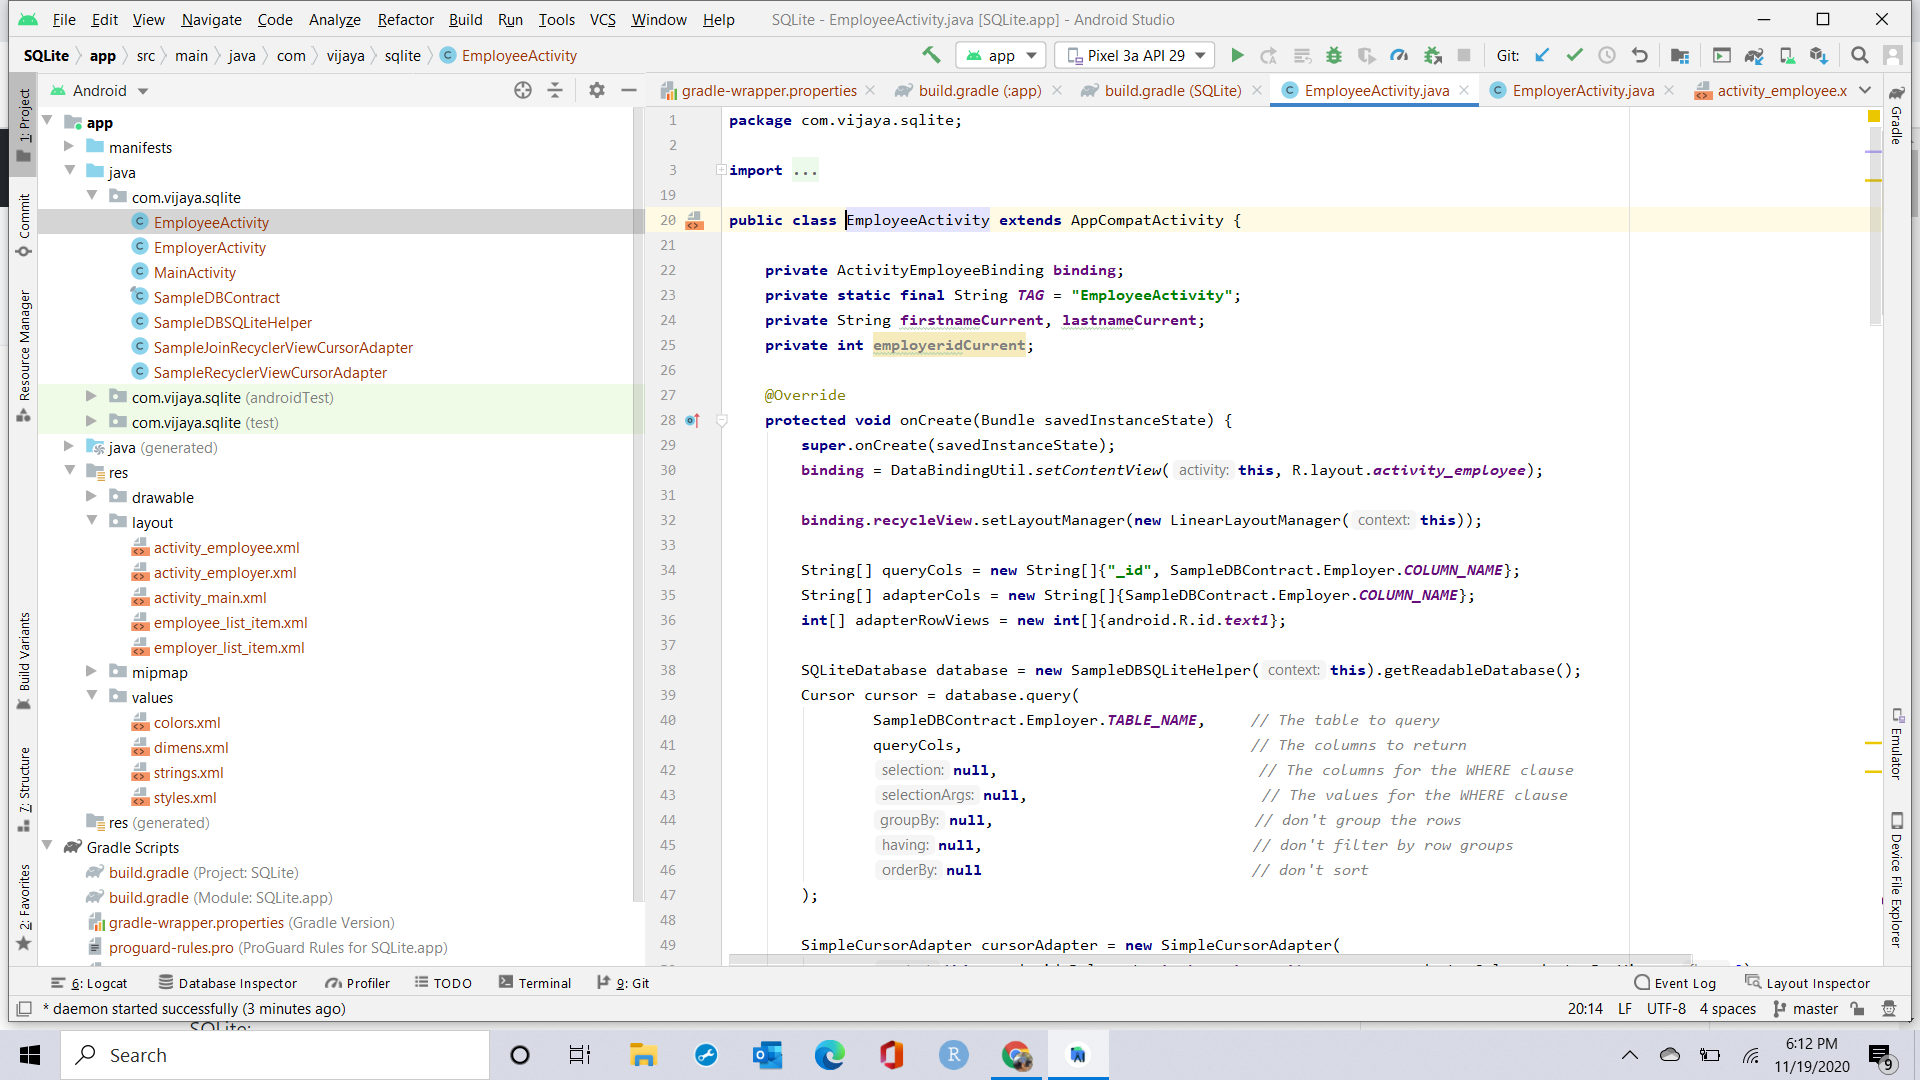 File Edit View Navigate Code Analyze Refactor Build Run Tools VCS Window Help SQLite - EmployeeActivity.java [SQLite.app] - Android Studio
SQLite app src main java com vijaya sqlite EmployeeActivity app Pixel 3a API 29 Git:
Android
gradle-wrapper.properties build.gradle (:app) build.gradle (SQLite) EmployeeActivity.java EmployerActivity.java activity_employee.x
1: Project
Commit
Resource Manager
Build Variants
7: Structure
2: Favorites
app
manifests
java
com.vijaya.sqlite
EmployeeActivity
EmployerActivity
MainActivity
SampleDBContract
SampleDBSQLiteHelper
SampleJoinRecyclerViewCursorAdapter
SampleRecyclerViewCursorAdapter
com.vijaya.sqlite (androidTest)
com.vijaya.sqlite (test)
java (generated)
res
drawable
layout
activity_employee.xml
activity_employer.xml
activity_main.xml
employee_list_item.xml
employer_list_item.xml
mipmap
values
colors.xml
dimens.xml
strings.xml
styles.xml
res (generated)
Gradle Scripts
build.gradle (Project: SQLite)
build.gradle (Module: SQLite.app)
gradle-wrapper.properties (Gradle Version)
proguard-rules.pro (ProGuard Rules for SQLite.app)
1 package com.vijaya.sqlite;
2
3 import ...
19
20 public class EmployeeActivity extends AppCompatActivity {
21
22 private ActivityEmployeeBinding binding;
23 private static final String TAG = "EmployeeActivity";
24 private String firstnameCurrent, lastnameCurrent;
25 private int employeridCurrent;
26
27 @Override
28 protected void onCreate(Bundle savedInstanceState) {
29 super.onCreate(savedInstanceState);
30 binding = DataBindingUtil.setContentView( activity: this, R.layout.activity_employee);
31
32 binding.recycleView.setLayoutManager(new LinearLayoutManager( context: this));
33
34 String[] queryCols = new String[]{"_id", SampleDBContract.Employer.COLUMN_NAME};
35 String[] adapterCols = new String[]{SampleDBContract.Employer.COLUMN_NAME};
36 int[] adapterRowViews = new int[]{android.R.id.text1};
37
38 SQLiteDatabase database = new SampleDBSQLiteHelper( context: this).getReadableDatabase();
39 Cursor cursor = database.query(
40 SampleDBContract.Employer.TABLE_NAME, // The table to query
41 queryCols, // The columns to return
42 selection: null, // The columns for the WHERE clause
43 selectionArgs: null, // The values for the WHERE clause
44 groupBy: null, // don't group the rows
45 having: null, // don't filter by row groups
46 orderBy: null // don't sort
47 );
48
49 SimpleCursorAdapter cursorAdapter = new SimpleCursorAdapter(
Gradle
Emulator
Device File Explorer
6: Logcat Database Inspector Profiler TODO Terminal 9: Git Event Log Layout Inspector
* daemon started successfully (3 minutes ago) 20:14 LF UTF-8 4 spaces master
SQLite:
Search
6:12 PM
11/19/2020
9